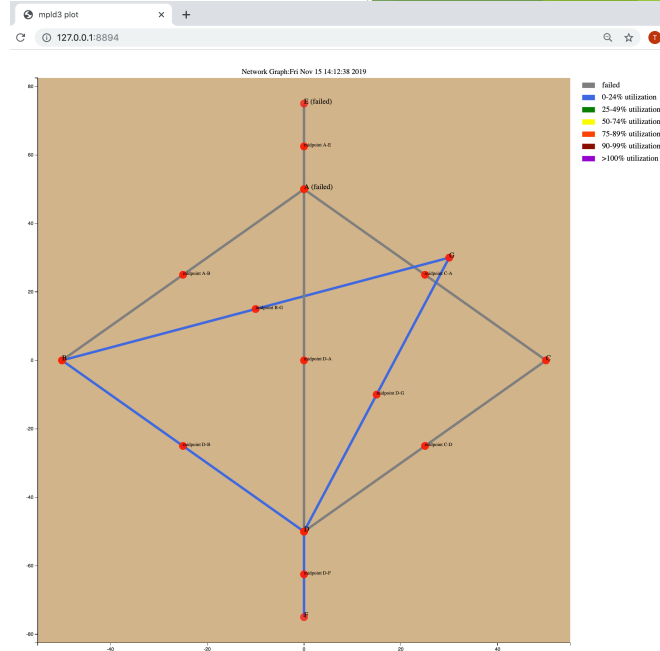 mpld3 plot
127.0.0.1:8894
T
Network Graph:Fri Nov 15 14:12:38 2019
failed
0-24% utilization
25-49% utilization
50-74% utilization
75-89% utilization
90-99% utilization
>100% utilization
80
60
40
20
0
-20
-40
-60
-80
E (failed)
midpoint A-E
A (failed)
G
midpoint A-B
midpoint C-A
midpoint B-G
B
midpoint D-A
C
midpoint D-G
midpoint D-B
midpoint C-D
D
midpoint D-F
F
-40
-20
0
20
40